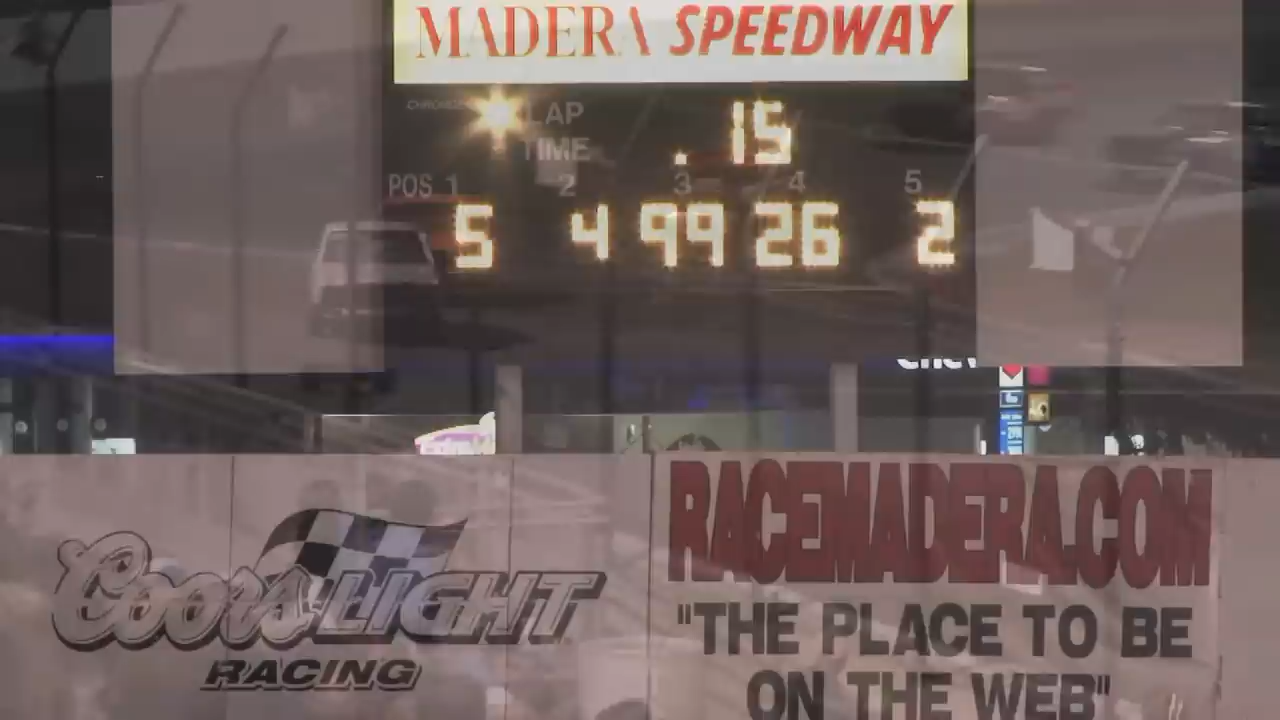 MADERA SPEEDWAY
LAP
TIME
. 15
POS 1 2 3 4 5
5 4 99 26 2
Coors LIGHT
RACING
RACEMADERA.COM
"THE PLACE TO BE
ON THE WEB"